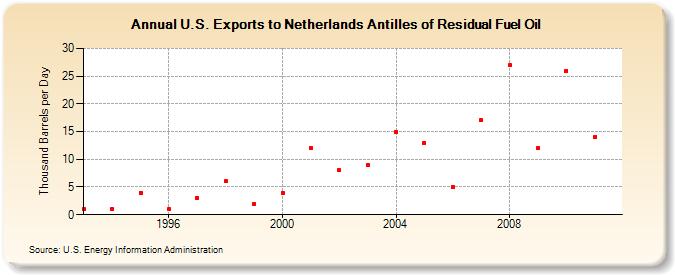 Annual U.S. Exports to Netherlands Antilles of Residual Fuel Oil
Thousand Barrels per Day
30
25
20
15
10
5
0
1996 2000 2004 2008
Source: U.S. Energy Information Administration